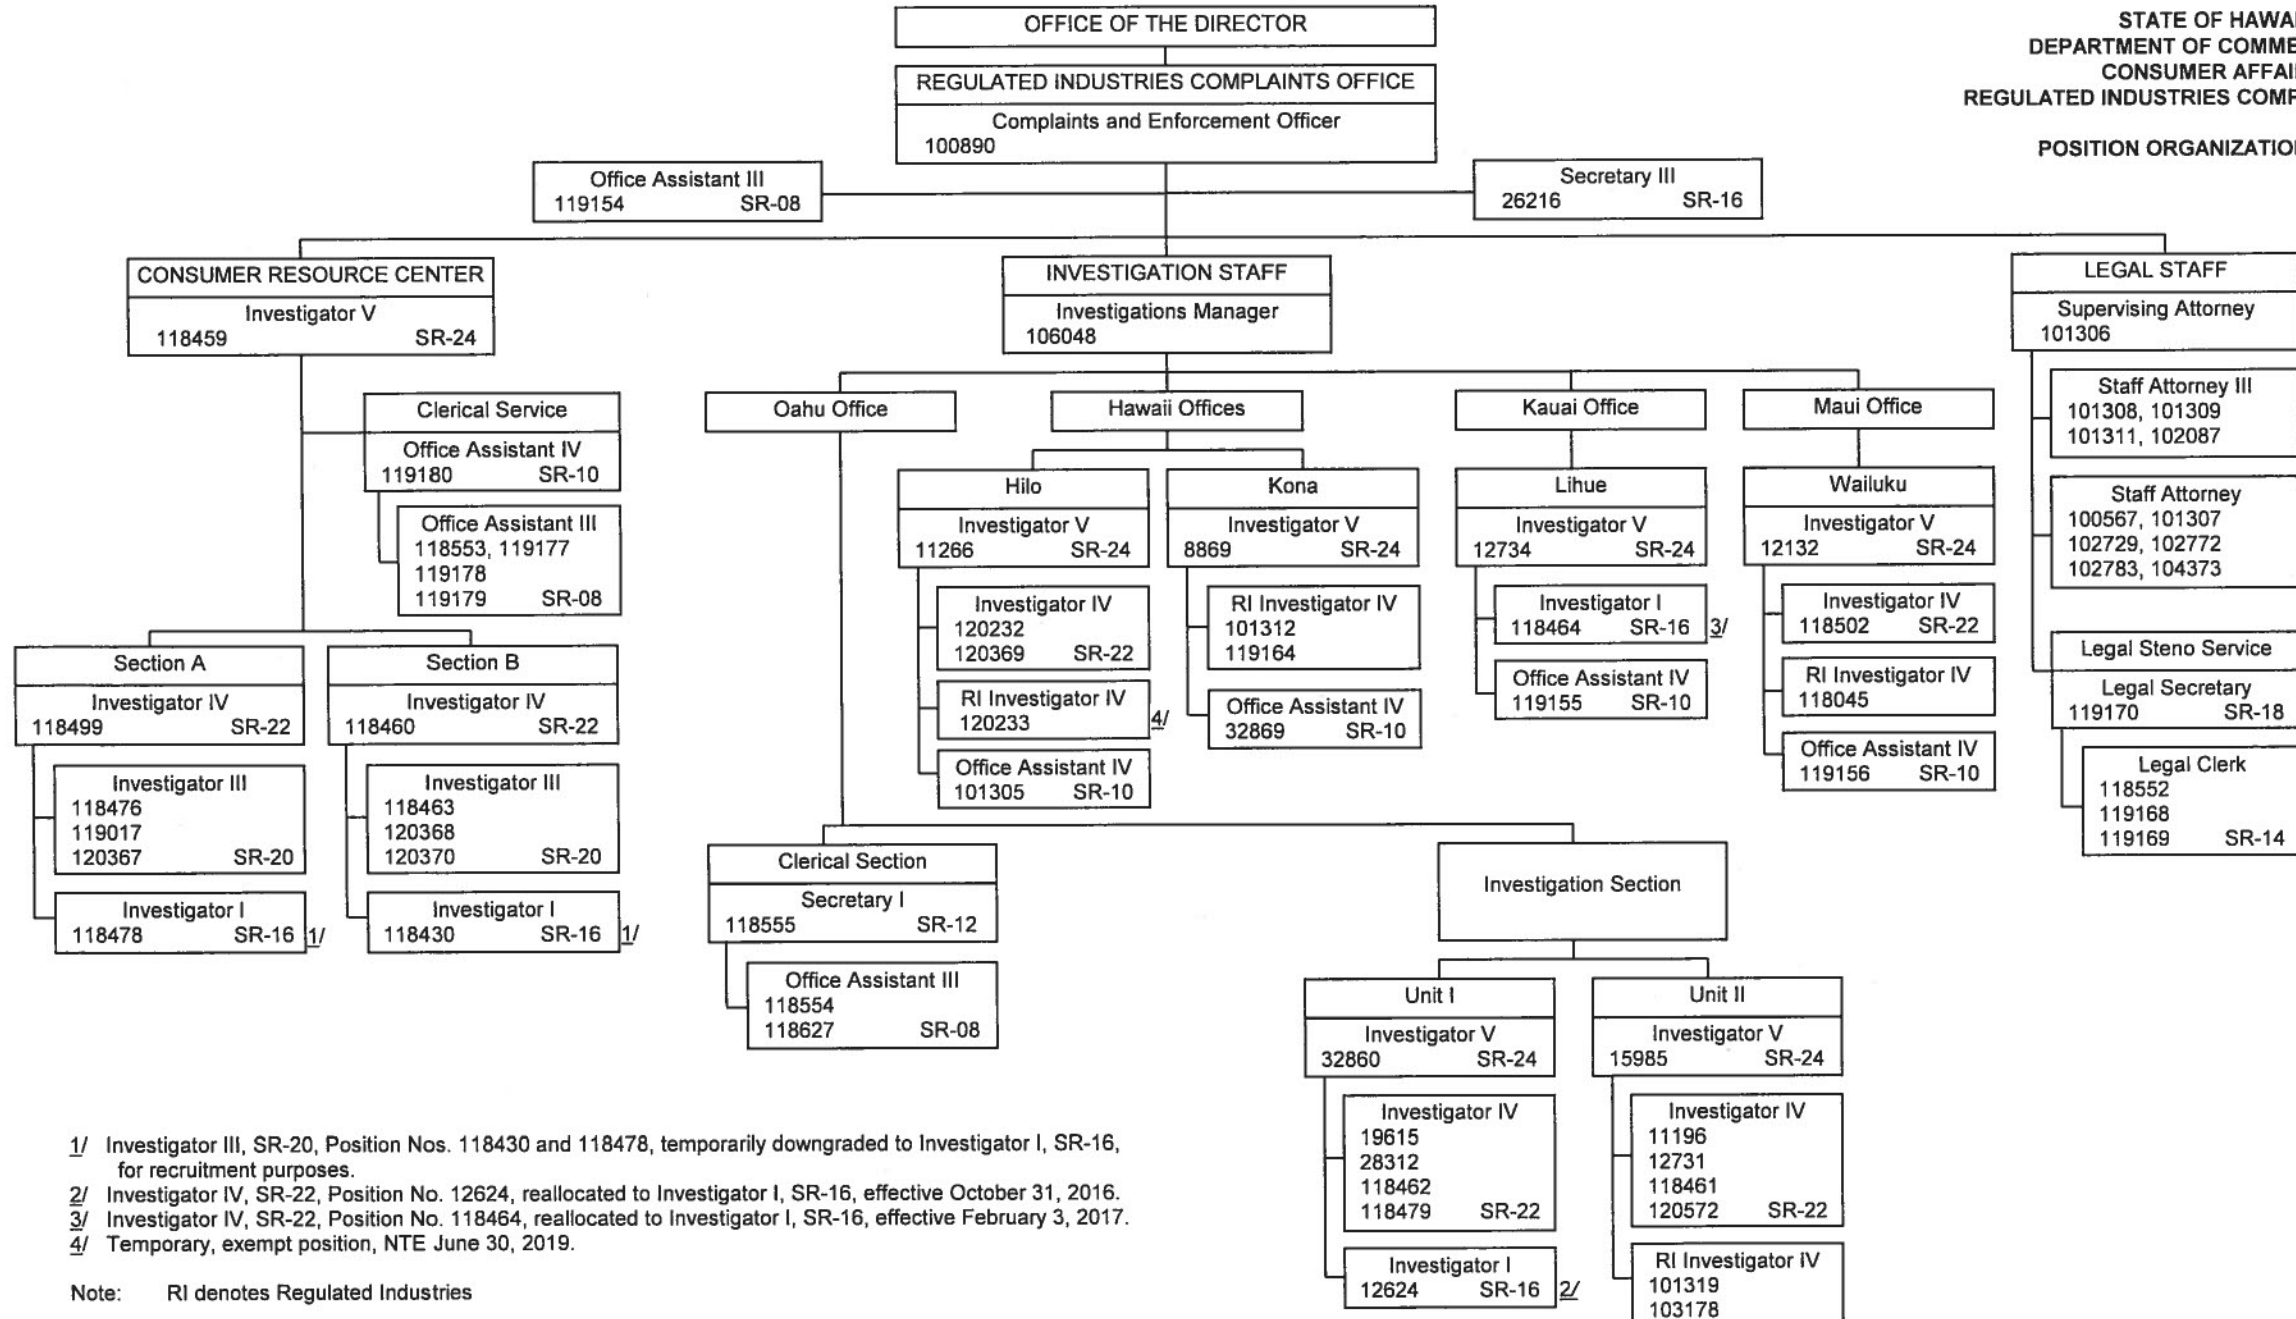 OFFICE OF THE DIRECTOR
REGULATED INDUSTRIES COMPLAINTS OFFICE
Complaints and Enforcement Officer
100890
STATE OF HAWAI
DEPARTMENT OF COMME
CONSUMER AFFAI
REGULATED INDUSTRIES COMP
POSITION ORGANIZATION
Office Assistant III
119154 SR-08
Secretary III
26216 SR-16
CONSUMER RESOURCE CENTER
Investigator V
118459 SR-24
Clerical Service
Office Assistant IV
119180 SR-10
Office Assistant III
118553, 119177
119178
119179 SR-08
Section A
Investigator IV
118499 SR-22
Investigator III
118476
119017
120367 SR-20
Investigator I
118478 SR-16 1/
Section B
Investigator IV
118460 SR-22
Investigator III
118463
120368
120370 SR-20
Investigator I
118430 SR-16 1/
INVESTIGATION STAFF
Investigations Manager
106048
Oahu Office
Hawaii Offices
Kauai Office
Maui Office
Hilo
Investigator V
11266 SR-24
Investigator IV
120232
120369 SR-22
RI Investigator IV
120233 4/
Office Assistant IV
101305 SR-10
Kona
Investigator V
8869 SR-24
RI Investigator IV
101312
119164
Office Assistant IV
32869 SR-10
Lihue
Investigator V
12734 SR-24
Investigator I
118464 SR-16 3/
Office Assistant IV
119155 SR-10
Wailuku
Investigator V
12132 SR-24
Investigator IV
118502 SR-22
RI Investigator IV
118045
Office Assistant IV
119156 SR-10
LEGAL STAFF
Supervising Attorney
101306
Staff Attorney III
101308, 101309
101311, 102087
Staff Attorney
100567, 101307
102729, 102772
102783, 104373
Legal Steno Service
Legal Secretary
119170 SR-18
Legal Clerk
118552
119168
119169 SR-14
Clerical Section
Secretary I
118555 SR-12
Office Assistant III
118554
118627 SR-08
Investigation Section
Unit I
Investigator V
32860 SR-24
Investigator IV
19615
28312
118462
118479 SR-22
Investigator I
12624 SR-16 2/
Unit II
Investigator V
15985 SR-24
Investigator IV
11196
12731
118461
120572 SR-22
RI Investigator IV
101319
103178
1/ Investigator III, SR-20, Position Nos. 118430 and 118478, temporarily downgraded to Investigator I, SR-16,
for recruitment purposes.
2/ Investigator IV, SR-22, Position No. 12624, reallocated to Investigator I, SR-16, effective October 31, 2016.
3/ Investigator IV, SR-22, Position No. 118464, reallocated to Investigator I, SR-16, effective February 3, 2017.
4/ Temporary, exempt position, NTE June 30, 2019.
Note: RI denotes Regulated Industries